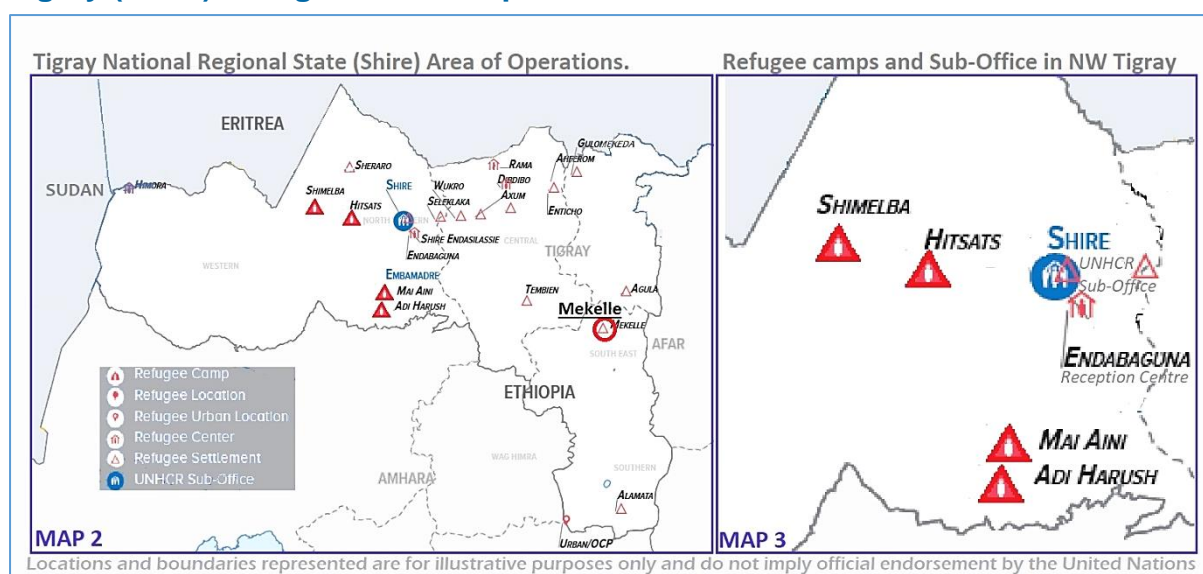 Tigray National Regional State (Shire) Area of Operations.
Refugee camps and Sub-Office in NW Tigray
ERITREA
SUDAN
HIMORA
SHERARO
SHIMELBA
HITSATS
SHIRE
NORTH
WUKRO
SELEKLAKA
RAMA
AXUM
GULOMEKEDA
AHFEROM
ENTICHO
SHIRE ENDASILASSIE
CENTRAL
ENDABAGUNA
TIGRAY
WESTERN
EMBAMADRE
MAI AINI
ADI HARUSH
TEMBIEN
AGULA
Mekelle
MEKELLE
SOUTH EAST
AFAR
ETHIOPIA
Refugee Camp
Refugee Location
Refugee Urban Location
Refugee Center
Refugee Settlement
UNHCR Sub-Office
WAG HIMRA
AMHARA
SOUTHERN
ALAMATA
URBAN/OCP
MAP 2
SHIMELBA
HITSATS
SHIRE
UNHCR
Sub-Office
ENDABAGUNA
Reception Centre
MAI AINI
ADI HARUSH
MAP 3
Locations and boundaries represented are for illustrative purposes only and do not imply official endorsement by the United Nations